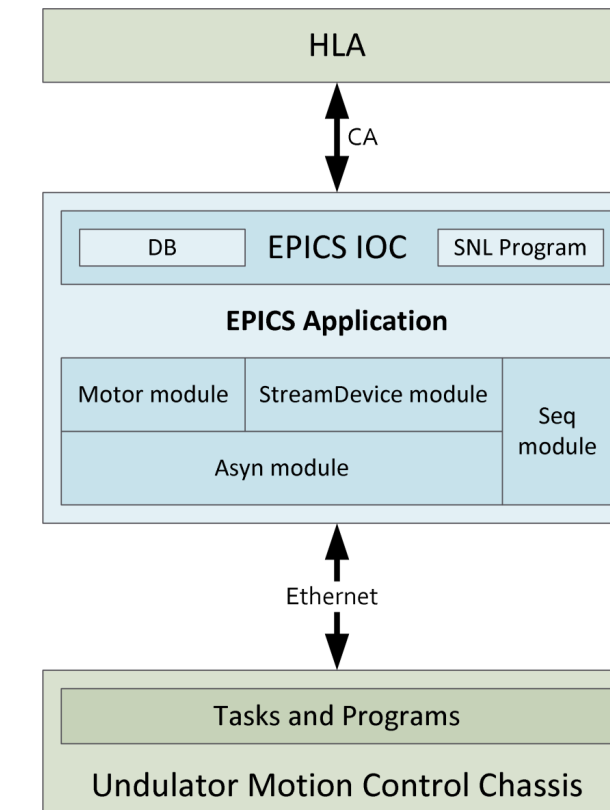 HLA
CA
DB
EPICS IOC
SNL Program
EPICS Application
Motor module
StreamDevice module
Seq
module
Asyn module
Ethernet
Tasks and Programs
Undulator Motion Control Chassis